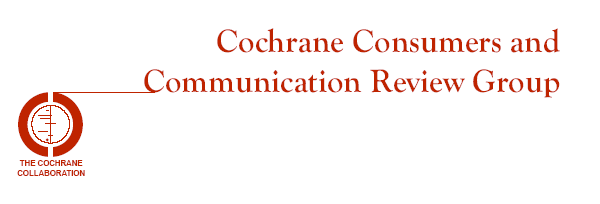 Cochrane Consumers and
Communication Review Group
THE COCHRANE
COLLABORATION